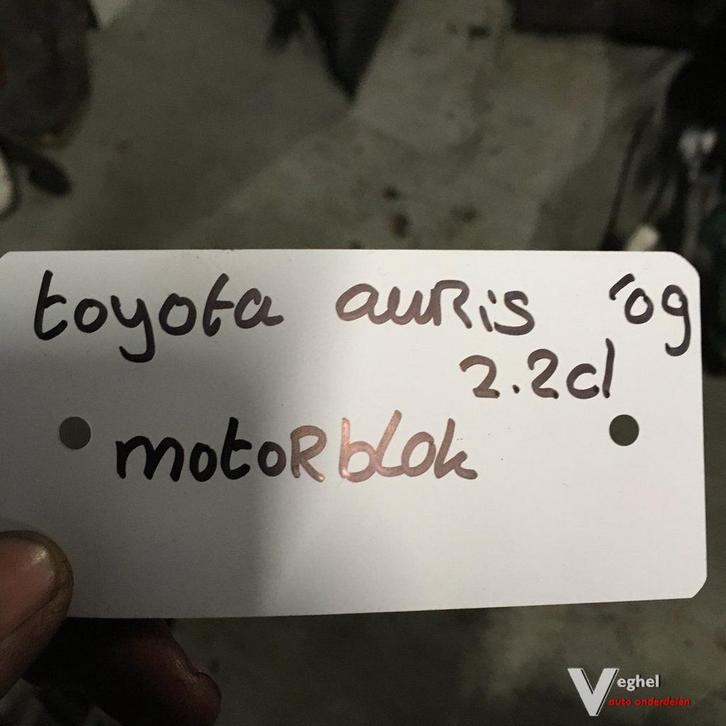 toyota auRis '09
2.2d
motoRblok
Veghel
auto onderdelen